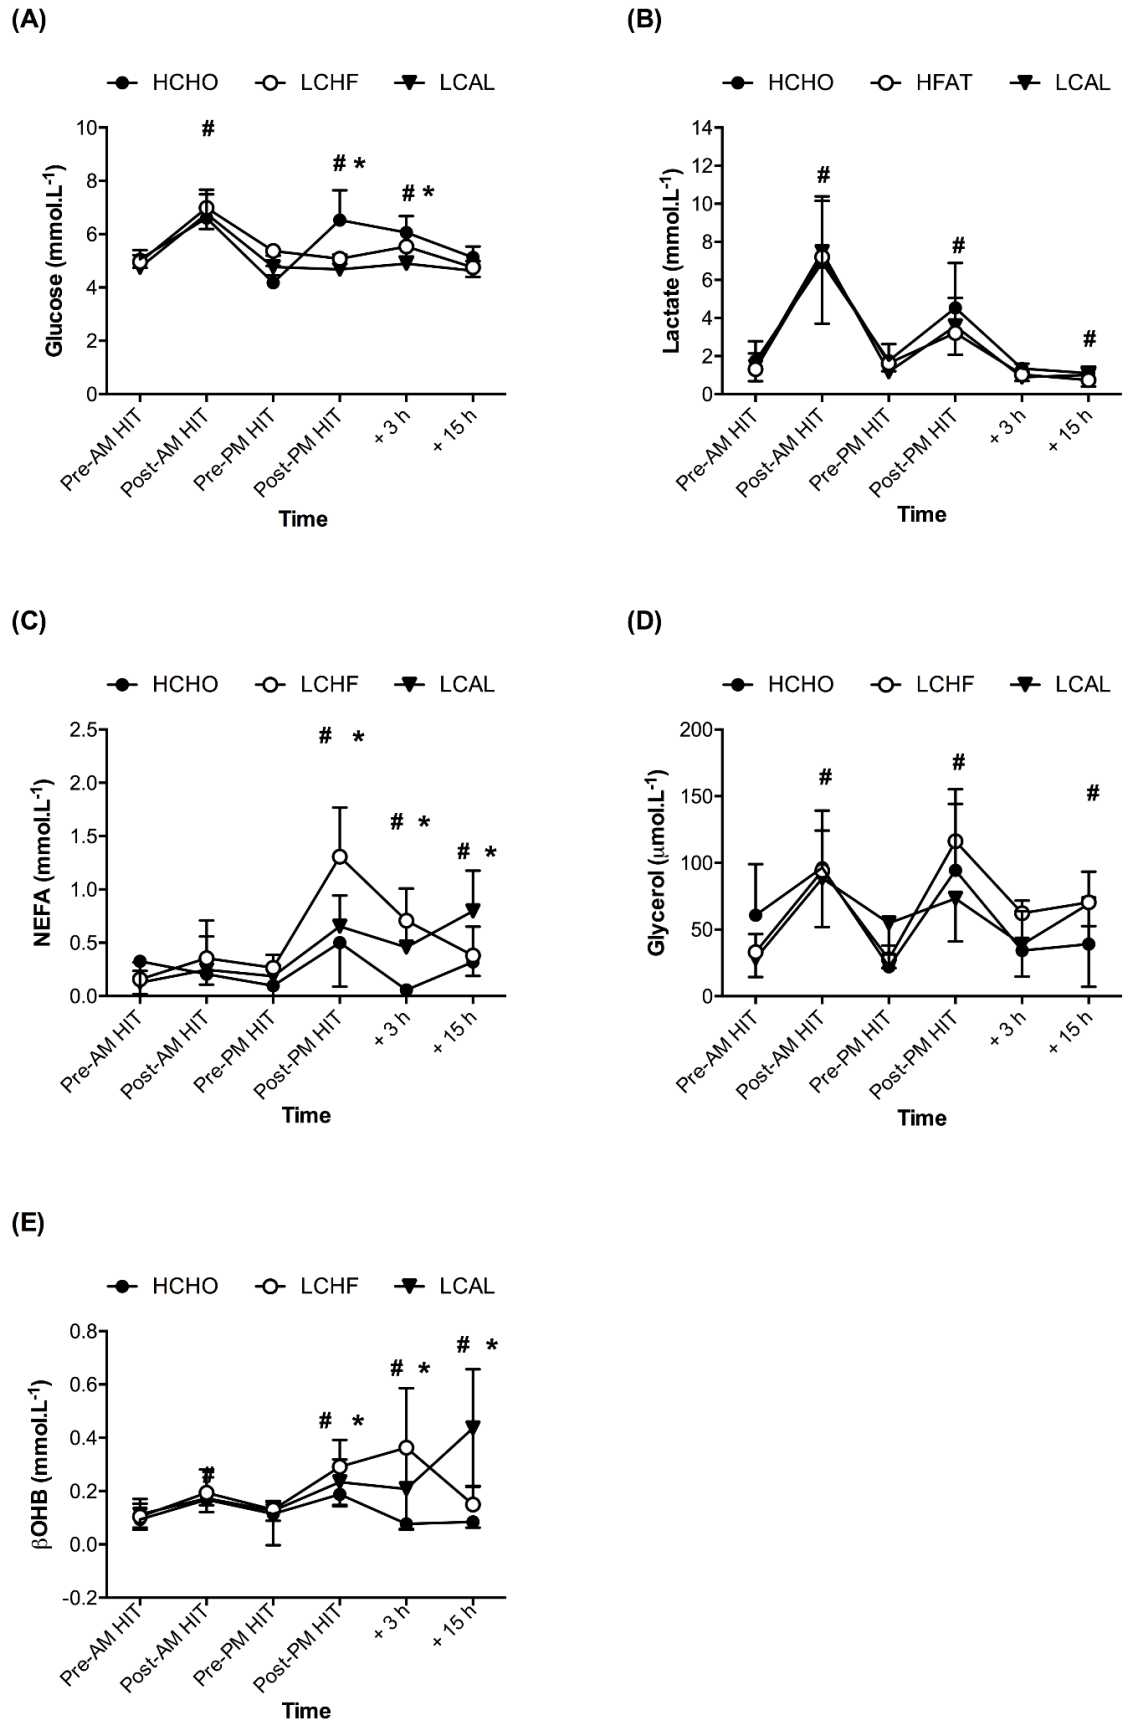 (A)
HCHO LCHF LCAL
Glucose (mmol.L-1)
10
8
6
4
2
0
#
# *
# *
Pre-AM HIT
Post-AM HIT
Pre-PM HIT
Post-PM HIT
+ 3 h
+ 15 h
Time
(B)
HCHO HFAT LCAL
Lactate (mmol.L-1)
14
12
10
8
6
4
2
0
#
#
#
Pre-AM HIT
Post-AM HIT
Pre-PM HIT
Post-PM HIT
+ 3 h
+ 15 h
Time
(C)
HCHO LCHF LCAL
NEFA (mmol.L-1)
2.5
2.0
1.5
1.0
0.5
0.0
# *
# *
# *
Pre-AM HIT
Post-AM HIT
Pre-PM HIT
Post-PM HIT
+ 3 h
+ 15 h
Time
(D)
HCHO LCHF LCAL
Glycerol (μmol.L-1)
200
150
100
50
0
#
#
#
Pre-AM HIT
Post-AM HIT
Pre-PM HIT
Post-PM HIT
+ 3 h
+ 15 h
Time
(E)
HCHO LCHF LCAL
βOHB (mmol.L-1)
0.8
0.6
0.4
0.2
0.0
-0.2
#
# *
# *
# *
Pre-AM HIT
Post-AM HIT
Pre-PM HIT
Post-PM HIT
+ 3 h
+ 15 h
Time